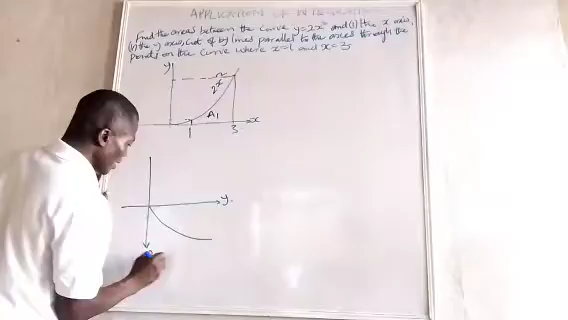 APPLICATION OF INTEGRATION
Find the areas between the curve y=2x³ and (i) the x axis,
(ii) the y axis, cut off by lines parallel to the axes through the
points on the curve where x=1 and x=3
y
A₁
1 3 x
y